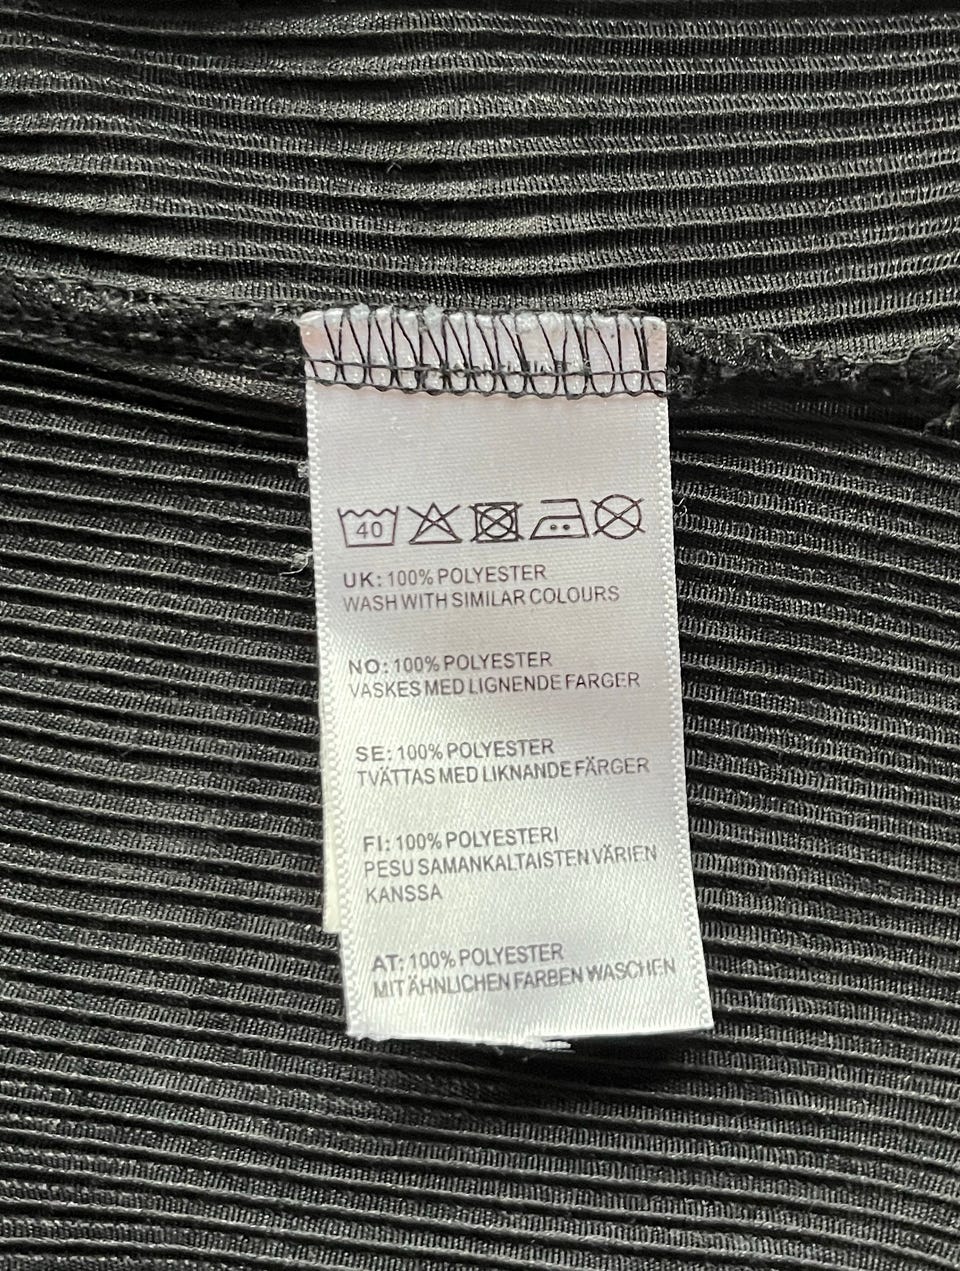 40
UK: 100% POLYESTER
WASH WITH SIMILAR COLOURS
NO: 100% POLYESTER
VASKES MED LIGNENDE FARGER
SE: 100% POLYESTER
TVÄTTAS MED LIKNANDE FÄRGER
FI: 100% POLYESTERI
PESU SAMANKALTAISTEN VÄRIEN
KANSSA
AT: 100% POLYESTER
MIT ÄHNLICHEN FARBEN WASCHEN